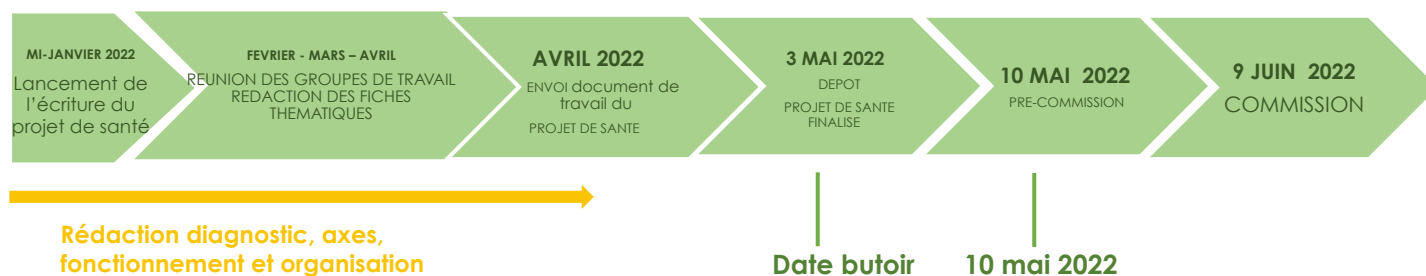 MI-JANVIER 2022
Lancement de
l'écriture du
projet de santé
FEVRIER - MARS – AVRIL
REUNION DES GROUPES DE TRAVAIL
REDACTION DES FICHES
THEMATIQUES
AVRIL 2022
ENVOI document de
travail du
PROJET DE SANTE
3 MAI 2022
DEPOT
PROJET DE SANTE
FINALISE
10 MAI 2022
PRE-COMMISSION
9 JUIN 2022
COMMISSION
Rédaction diagnostic, axes,
fonctionnement et organisation
Date butoir
10 mai 2022